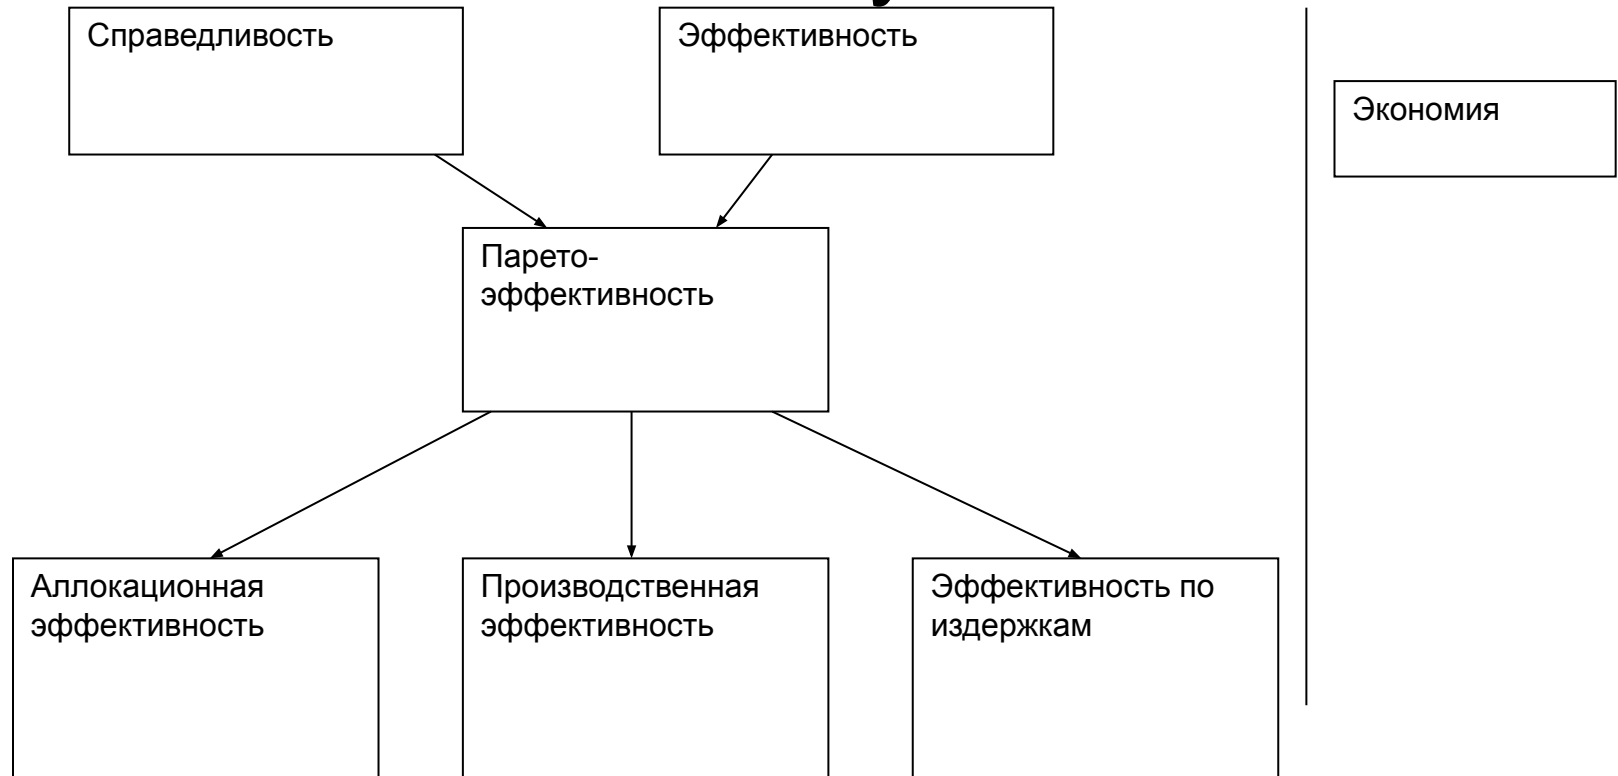 Справедливость
Эффективность
Экономия
Парето-
эффективность
Аллокационная
эффективность
Производственная
эффективность
Эффективность по
издержкам